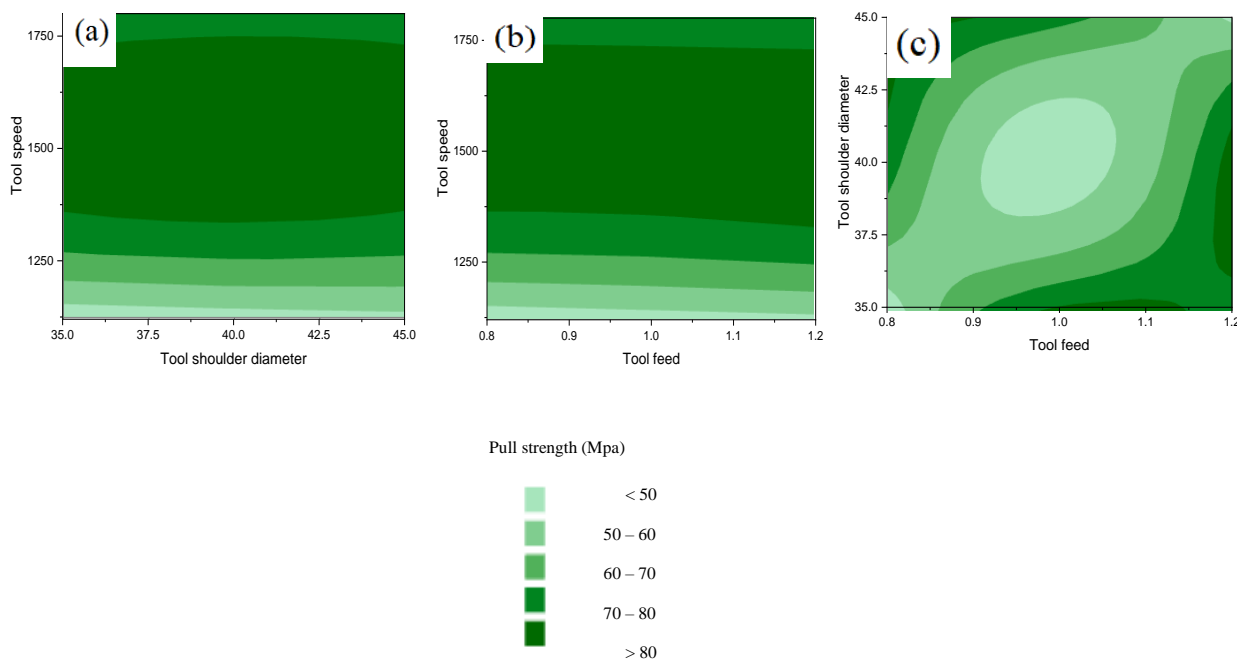 (a)
1750
1500
1250
Tool speed
35.0 37.5 40.0 42.5 45.0
Tool shoulder diameter
(b)
1750
1500
1250
Tool speed
0.8 0.9 1.0 1.1 1.2
Tool feed
(c)
45.0
42.5
40.0
37.5
35.0
Tool shoulder diameter
0.8 0.9 1.0 1.1 1.2
Tool feed
Pull strength (Mpa)
< 50
50 – 60
60 – 70
70 – 80
> 80